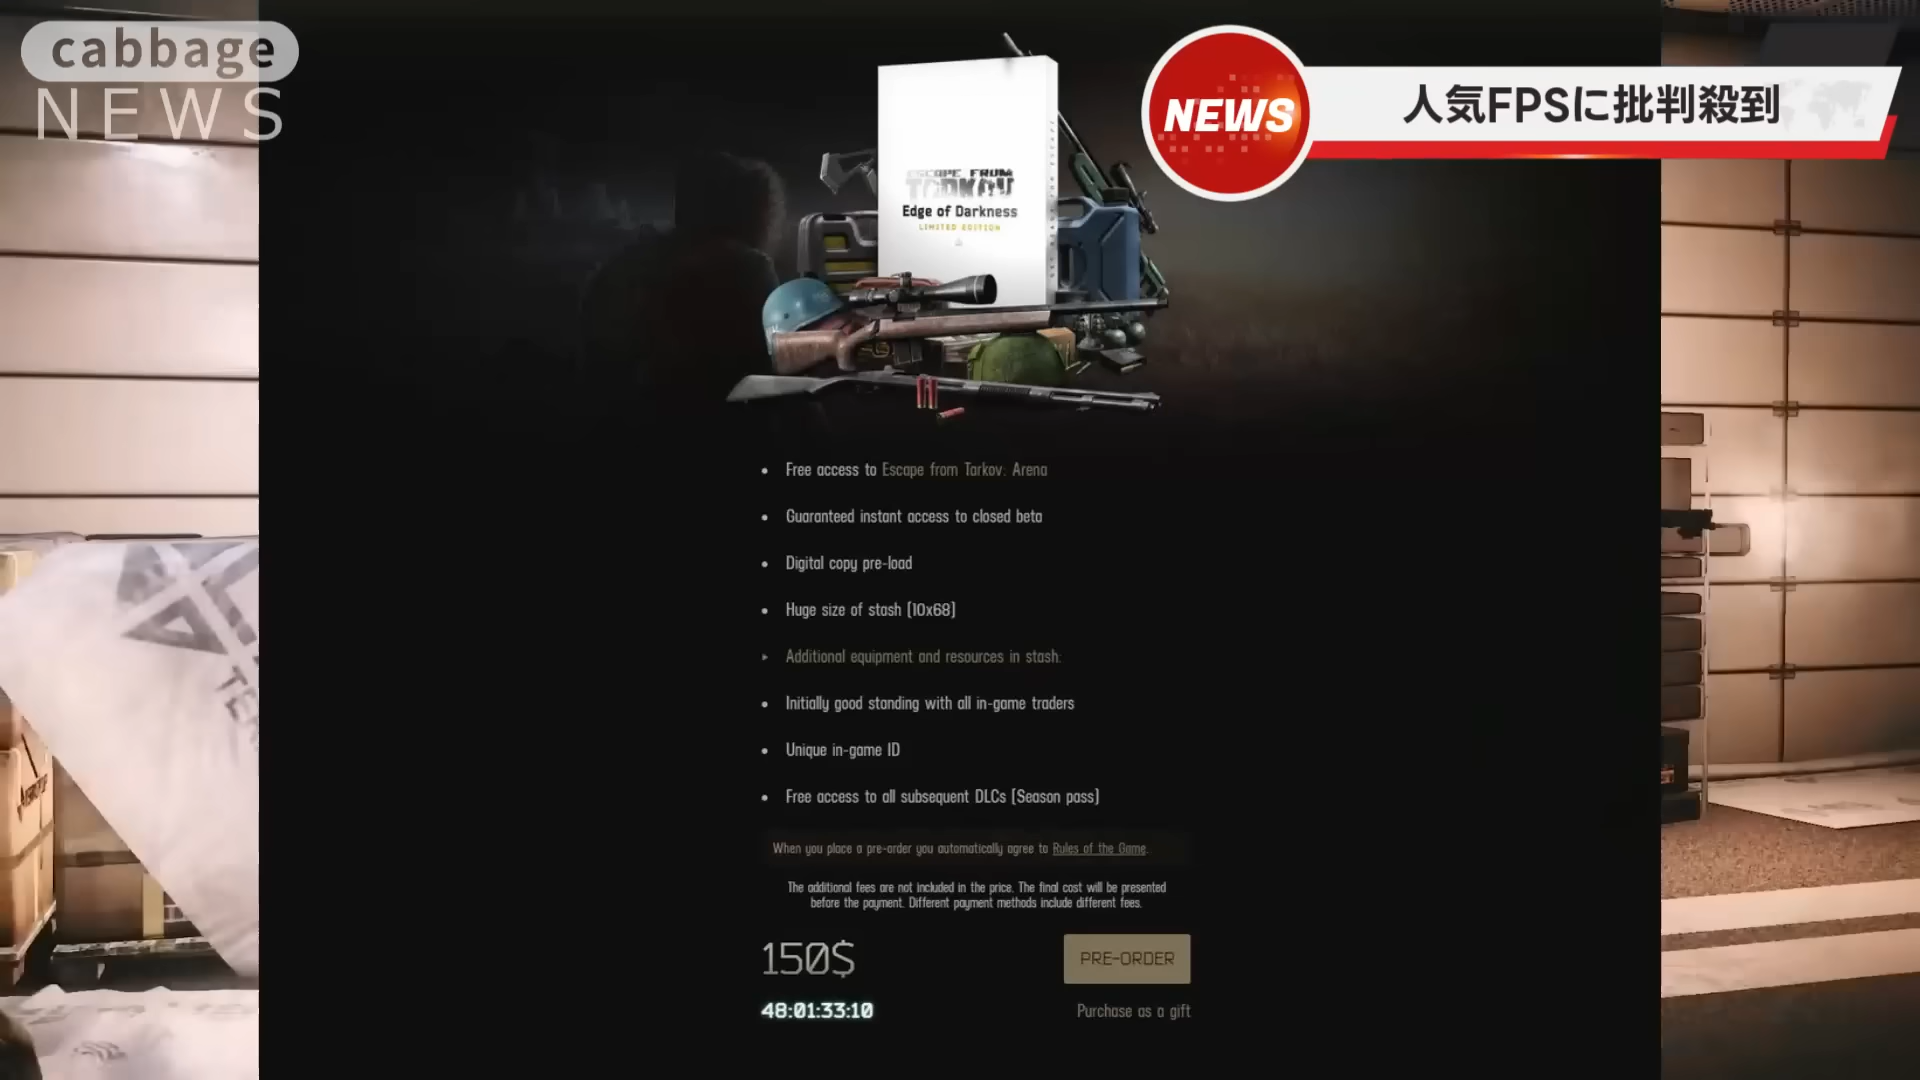 cabbage
NEWS
NEWS
人気FPSに批判殺到
ESCAPE FROM
TARKOV
Edge of Darkness
LIMITED EDITION
Free access to Escape from Tarkov: Arena
Guaranteed instant access to closed beta
Digital copy pre-load
Huge size of stash (10x68)
Additional equipment and resources in stash:
Initially good standing with all in-game traders
Unique in-game ID
Free access to all subsequent DLCs (Season pass)
When you place a pre-order you automatically agree to Rules of the Game.
The additional fees are not included in the price. The final cost will be presented
before the payment. Different payment methods include different fees.
150$
PRE-ORDER
48:01:33:10
Purchase as a gift